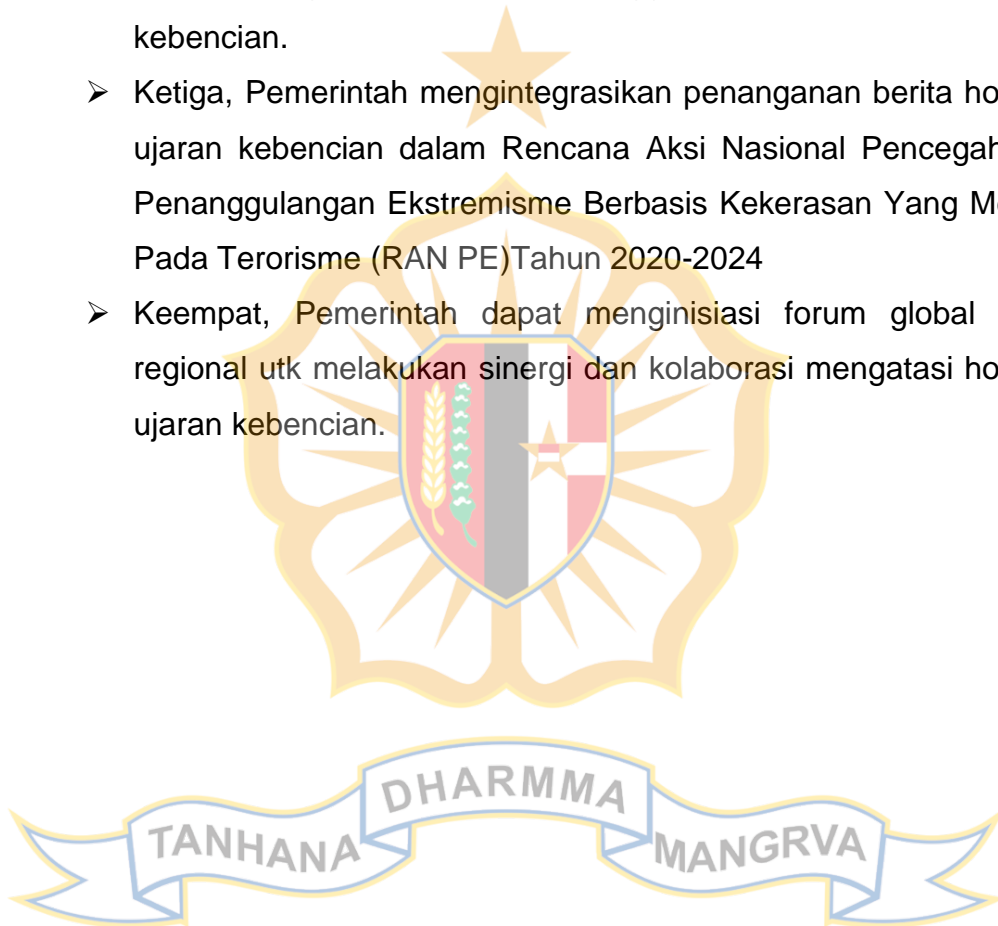 kebencian.
➢ Ketiga, Pemerintah mengintegrasikan penanganan berita ho
ujaran kebencian dalam Rencana Aksi Nasional Pencegah
Penanggulangan Ekstremisme Berbasis Kekerasan Yang M
Pada Terorisme (RAN PE)Tahun 2020-2024
➢ Keempat, Pemerintah dapat menginisiasi forum global
regional utk melakukan sinergi dan kolaborasi mengatasi ho
ujaran kebencian.
TANHANA DHARMMA MANGRVA